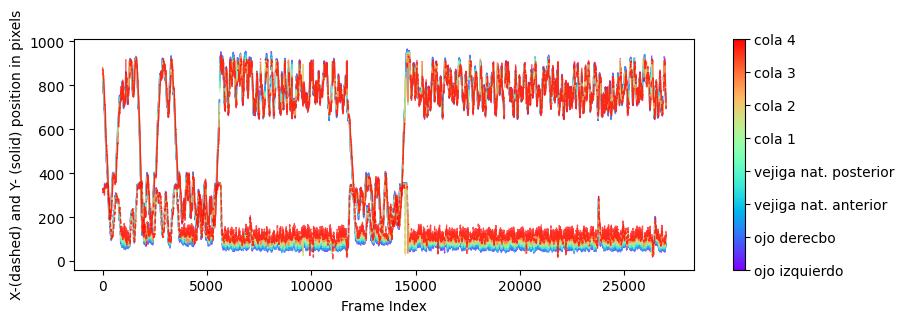 X-(dashed) and Y- (solid) position in pixels
1000
800
600
400
200
0
0
5000
10000
15000
20000
25000
Frame Index
cola 4
cola 3
cola 2
cola 1
vejiga nat. posterior
vejiga nat. anterior
ojo derecbo
ojo izquierdo